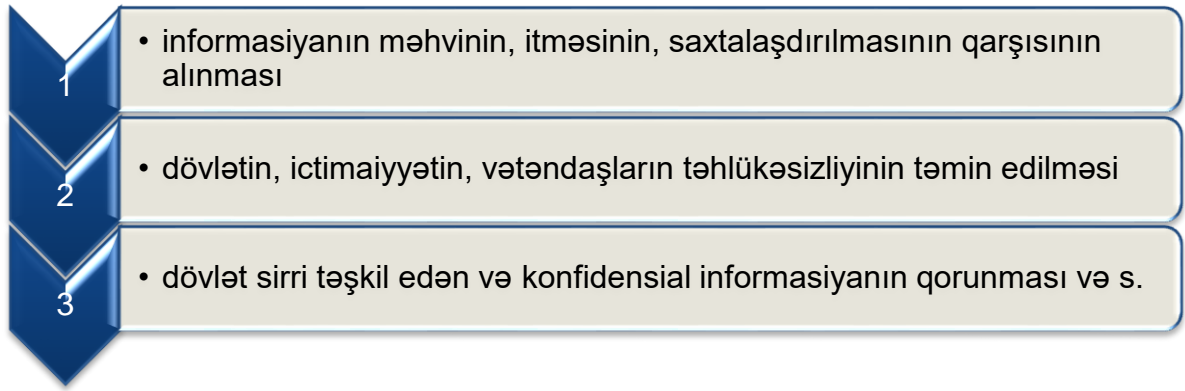 1
• informasiyanın məhvinin, itməsinin, saxtalaşdırılmasının qarşısının
alınması
2
• dövlətin, ictimaiyyətin, vətəndaşların təhlükəsizliyinin təmin edilməsi
3
• dövlət sirri təşkil edən və konfidensial informasiyanın qorunması və s.